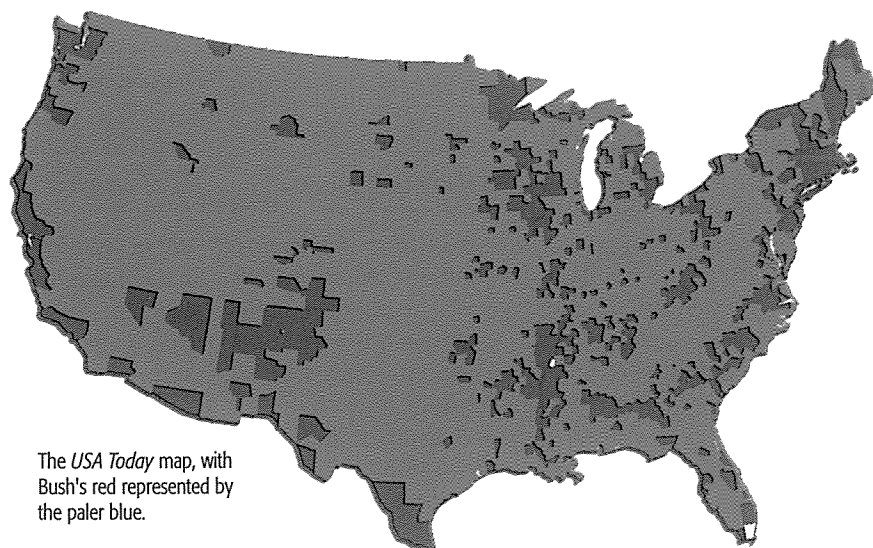 The USA Today map, with
Bush's red represented by
the paler blue.